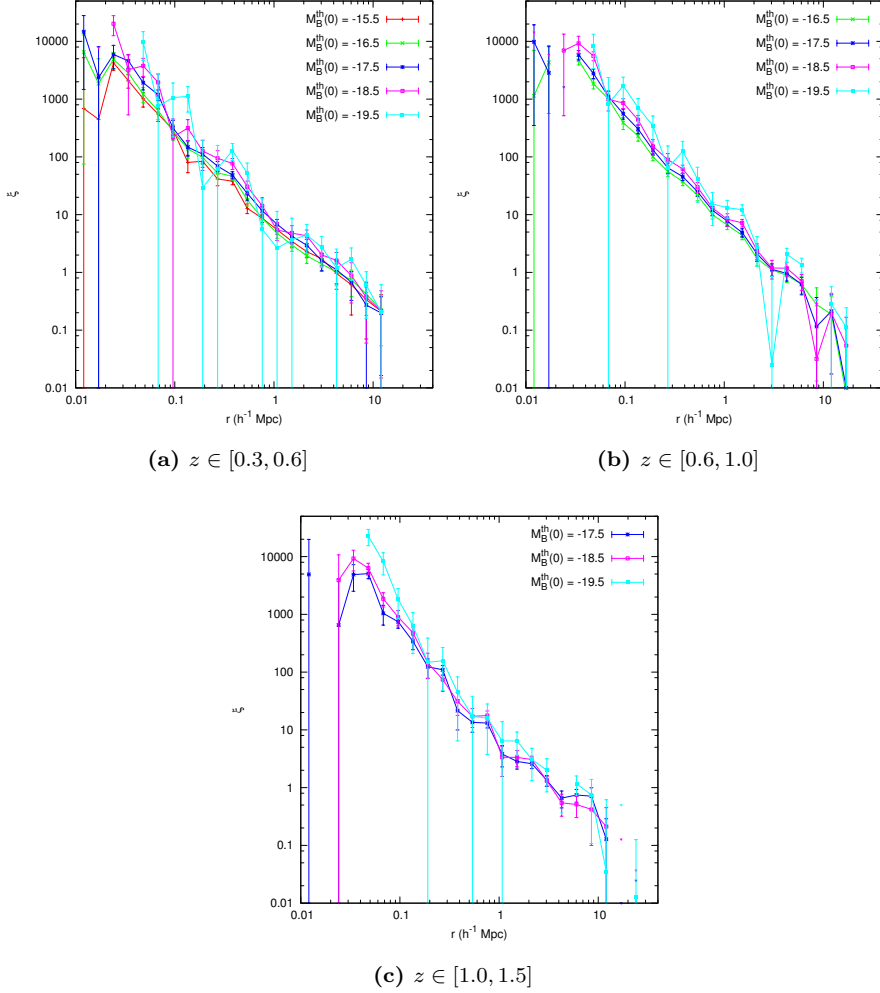 10000
1000
100
10
1
0.1
0.01
ξ
0.01 0.1 1 10
r (h⁻¹ Mpc)
M_B^th(0) = -15.5
M_B^th(0) = -16.5
M_B^th(0) = -17.5
M_B^th(0) = -18.5
M_B^th(0) = -19.5
(a) z ∈ [0.3, 0.6]
10000
1000
100
10
1
0.1
0.01
ξ
0.01 0.1 1 10
r (h⁻¹ Mpc)
M_B^th(0) = -16.5
M_B^th(0) = -17.5
M_B^th(0) = -18.5
M_B^th(0) = -19.5
(b) z ∈ [0.6, 1.0]
10000
1000
100
10
1
0.1
0.01
ξ
0.01 0.1 1 10
r (h⁻¹ Mpc)
M_B^th(0) = -17.5
M_B^th(0) = -18.5
M_B^th(0) = -19.5
(c) z ∈ [1.0, 1.5]